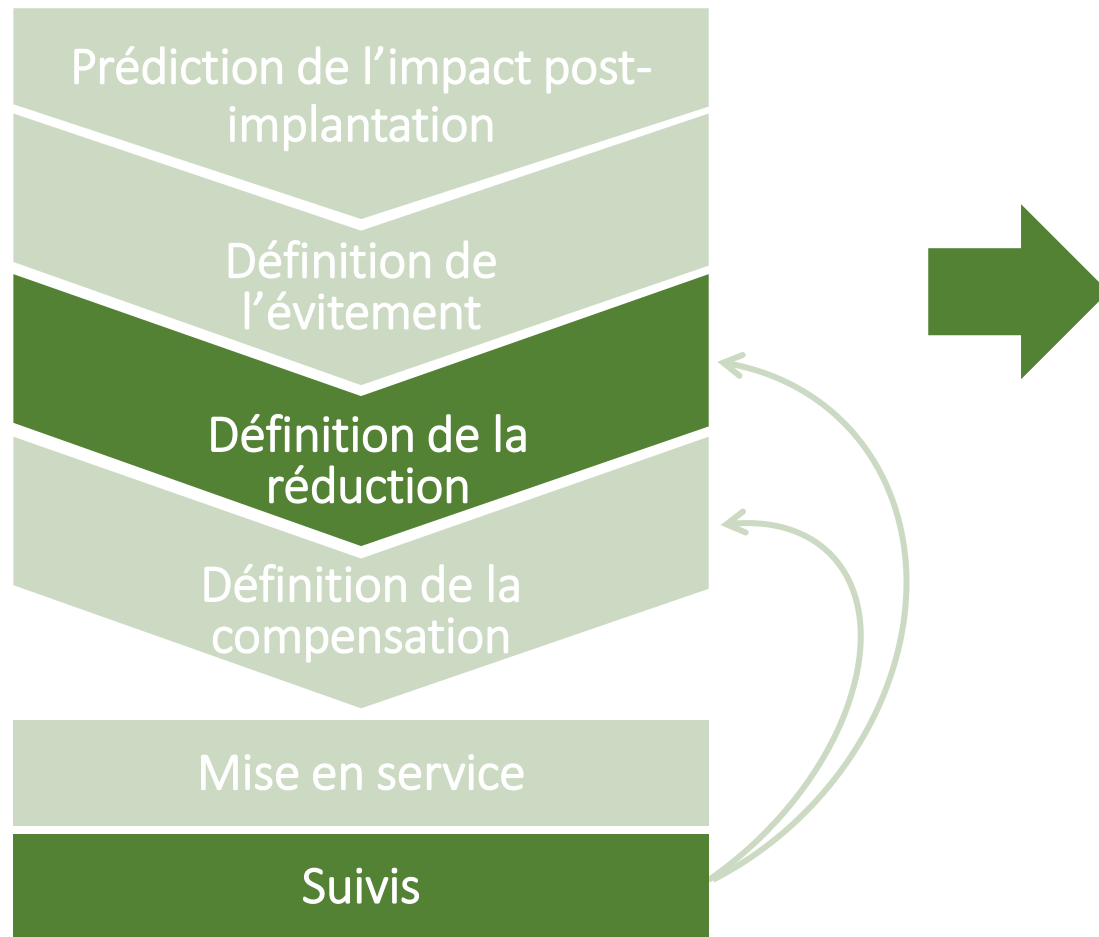 Prédiction de l’impact post-
implantation
Définition de
l’évitement
Définition de la
réduction
Définition de la
compensation
Mise en service
Suivis